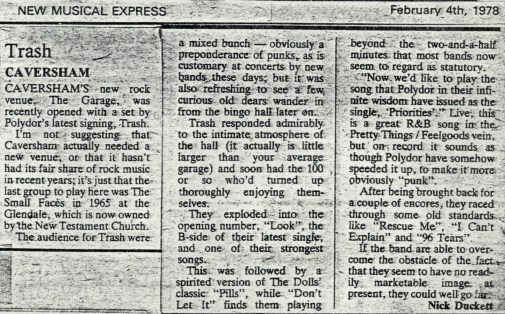 NEW MUSICAL EXPRESS
February 4th, 1978
Trash
CAVERSHAM
CAVERSHAM'S new rock
venue, The Garage, was
recently opened with a set by
Polydor's latest signing, Trash.
I'm not suggesting that
Caversham actually needed a
new venue, or that it hasn't
had its fair share of rock music
in recent years; it's just that the
last group to play here was The
Small Faces in 1965 at the
Glendale, which is now owned
by the New Testament Church.
The audience for Trash were
a mixed bunch — obviously a
preponderance of punks, as is
customary at concerts by new
bands these days; but it was
also refreshing to see a few,
curious old dears wander in
from the bingo hall later on.
Trash responded admirably
to the intimate atmosphere of
the hall (it actually is little
larger than your average
garage) and soon had the 100
or so who'd turned up
thoroughly enjoying them-
selves.
They exploded into the
opening number, "Look", the
B-side of their latest single,
and one of their strongest
songs.
This was followed by a
spirited version of The Dolls'
classic "Pills", while "Don't
Let It" finds them playing
beyond the two-and-a-half
minutes that most bands now
seem to regard as statutory.
"Now we'd like to play the
song that Polydor in their infi-
nite wisdom have issued as the
single, 'Priorities'." Live, this
is a great R&B song in the
Pretty Things / Feelgoods vein,
but on record it sounds as
though Polydor have somehow
speeded it up, to make it more
obviously "punk".
After being brought back for
a couple of encores, they raced
through some old standards
like "Rescue Me", "I Can't
Explain" and "96 Tears"
If the band are able to over-
come the obstacle of the fact
that they seem to have no read-
ily marketable image at
present, they could well go far.
Nick Duckett